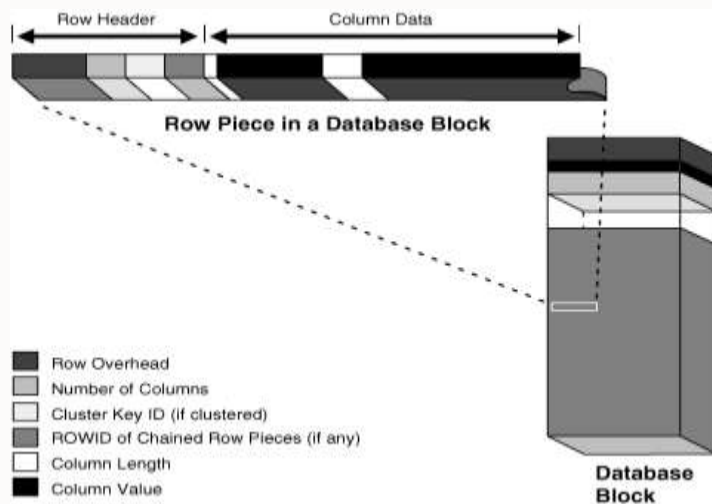 Row Header
Column Data
Row Piece in a Database Block
Row Overhead
Number of Columns
Cluster Key ID (if clustered)
ROWID of Chained Row Pieces (if any)
Column Length
Column Value
Database
Block